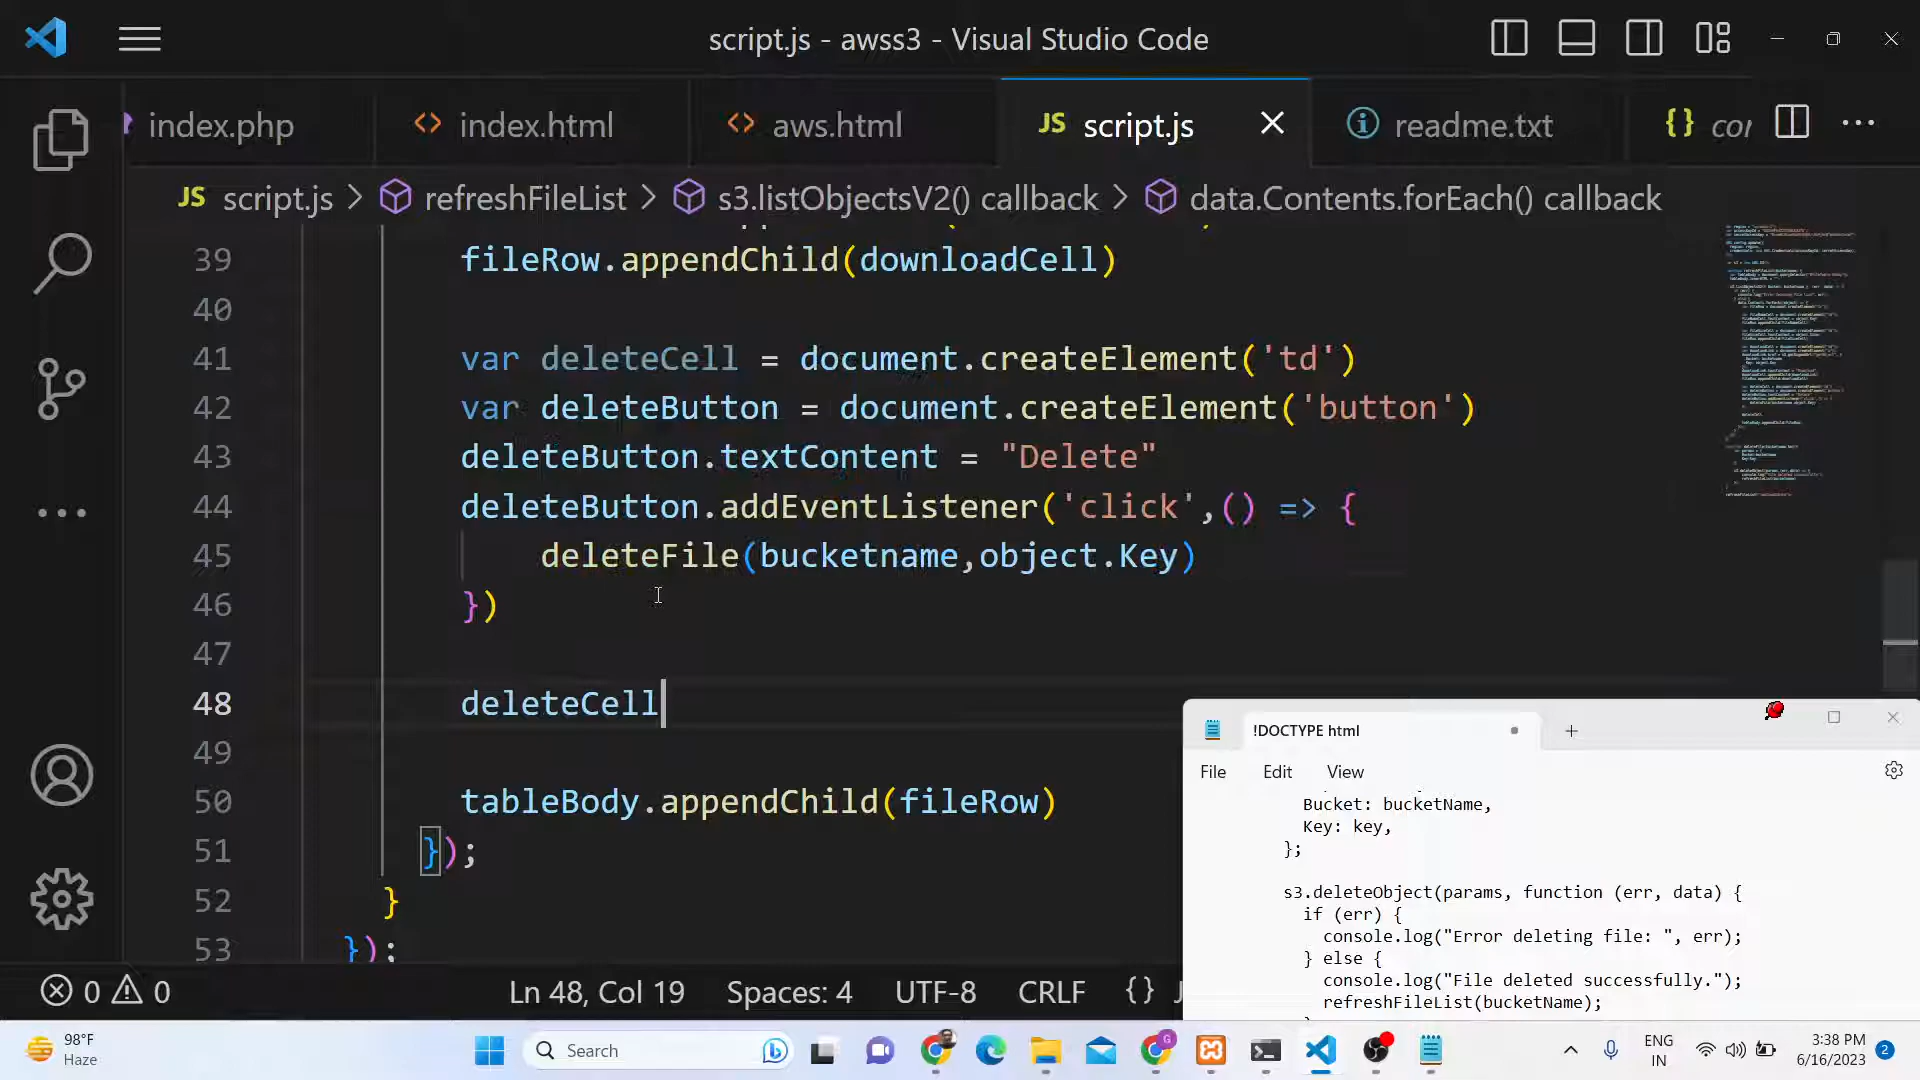 script.js - awss3 - Visual Studio Code
index.php
index.html
aws.html
JS script.js
readme.txt
{} cor
JS script.js > refreshFileList > s3.listObjectsV2() callback > data.Contents.forEach() callback
39 fileRow.appendChild(downloadCell)
40
41 var deleteCell = document.createElement('td')
42 var deleteButton = document.createElement('button')
43 deleteButton.textContent = "Delete"
44 deleteButton.addEventListener('click',() => {
45 deleteFile(bucketname,object.Key)
46 })
47
48 deleteCell
49
50 tableBody.appendChild(fileRow)
51 });
52 }
53 });
!DOCTYPE html
File Edit View
Bucket: bucketName,
Key: key,
};
s3.deleteObject(params, function (err, data) {
if (err) {
console.log("Error deleting file: ", err);
} else {
console.log("File deleted successfully.");
refreshFileList(bucketName);
0 0
Ln 48, Col 19 Spaces: 4 UTF-8 CRLF {} J
98°F
Haze
Search
G
ENG
IN
3:38 PM
6/16/2023
2